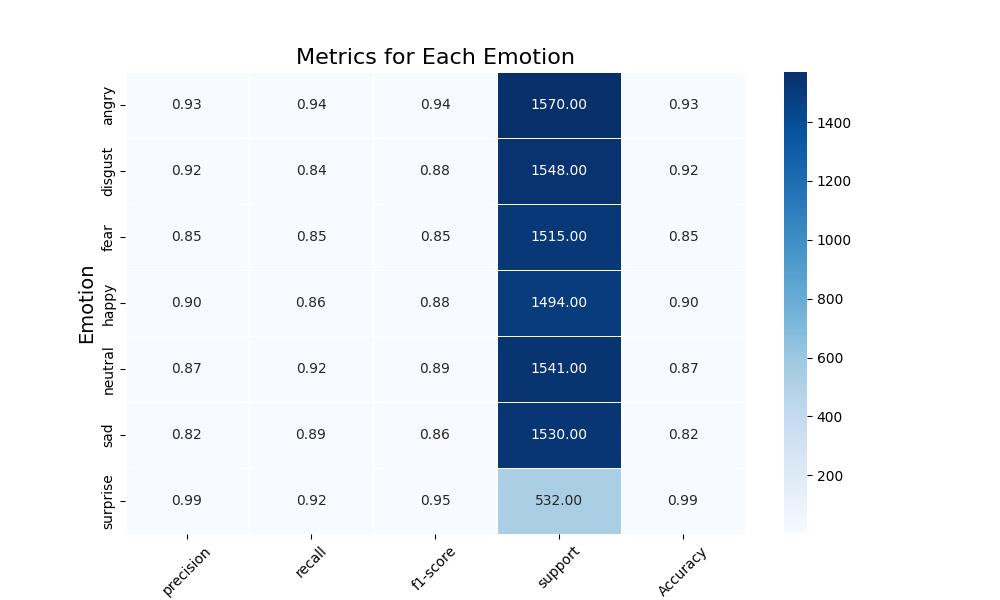 Metrics for Each Emotion
Emotion
angry 0.93 0.94 0.94 1570.00 0.93
disgust 0.92 0.84 0.88 1548.00 0.92
fear 0.85 0.85 0.85 1515.00 0.85
happy 0.90 0.86 0.88 1494.00 0.90
neutral 0.87 0.92 0.89 1541.00 0.87
sad 0.82 0.89 0.86 1530.00 0.82
surprise 0.99 0.92 0.95 532.00 0.99
precision recall f1-score support Accuracy
1400
1200
1000
800
600
400
200